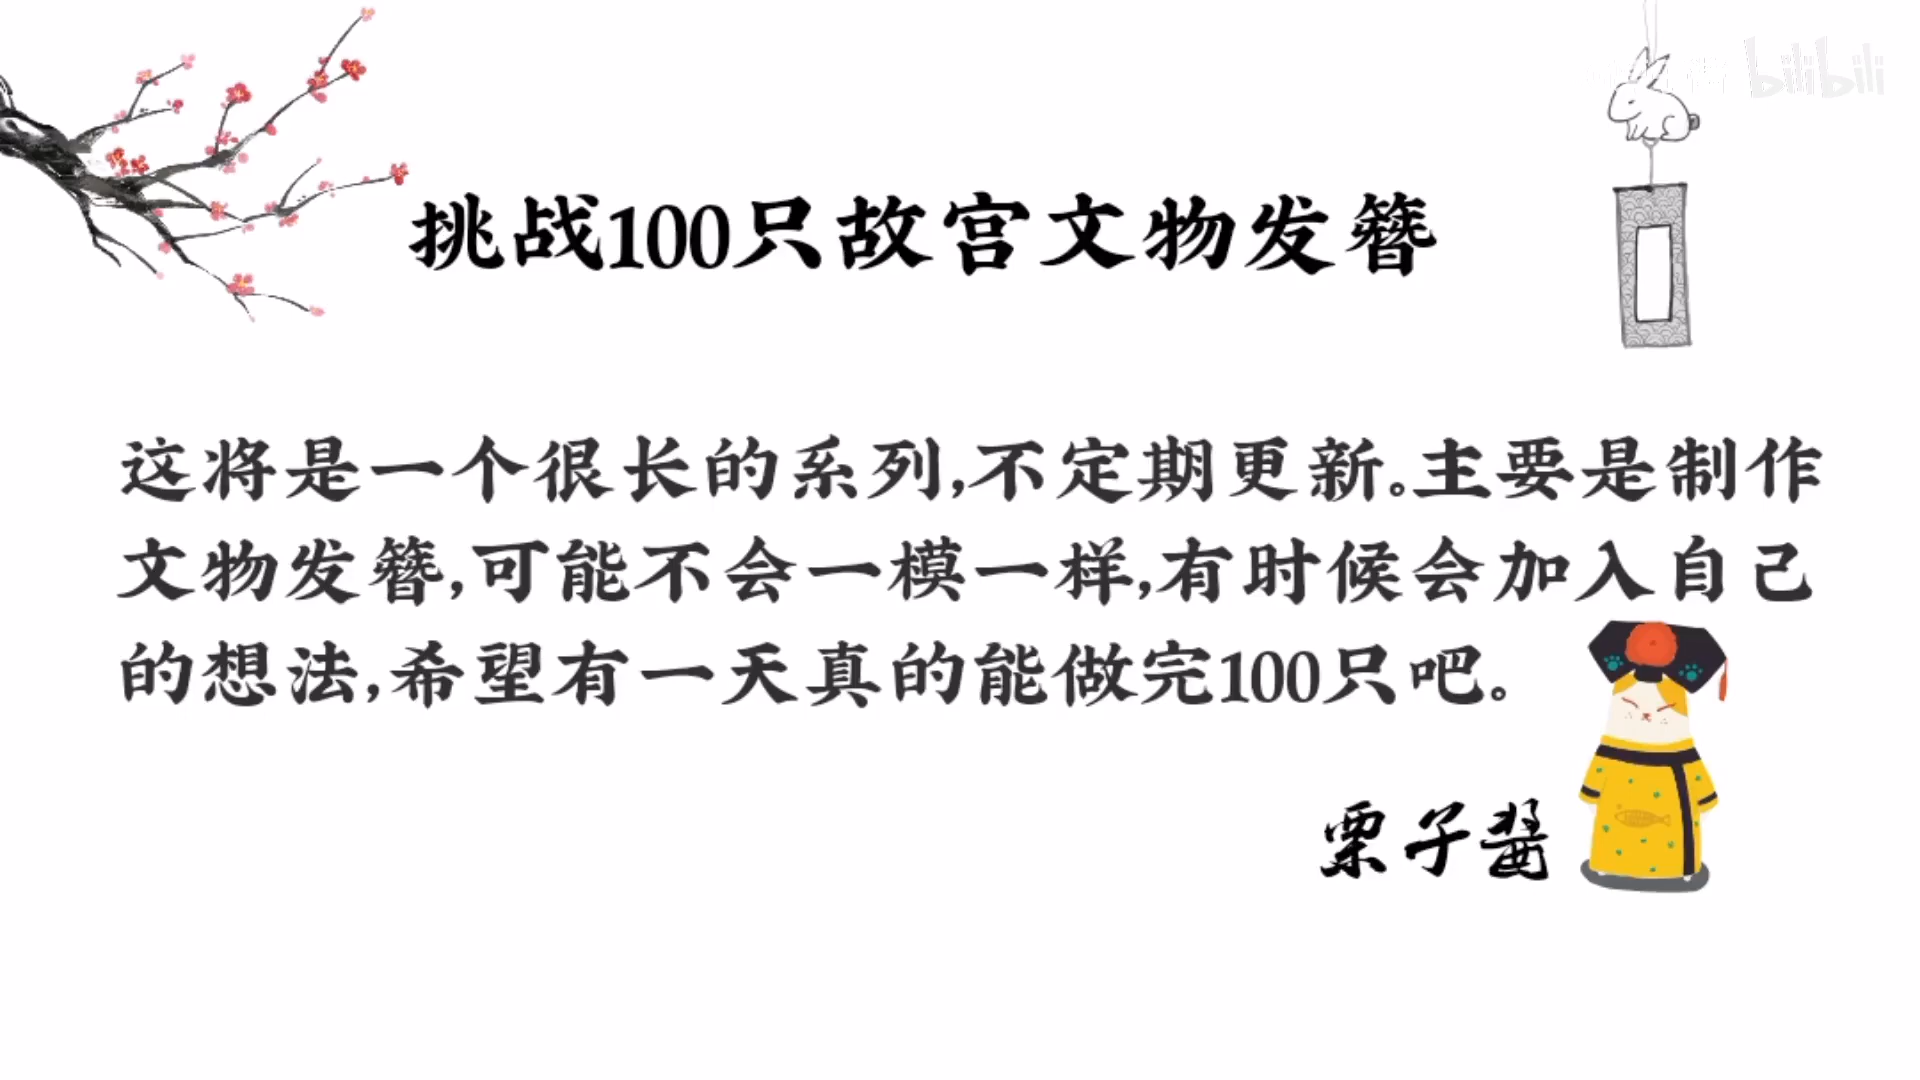 bilibili
挑战100只故宫文物发簪
这将是一个很长的系列,不定期更新。主要是制作
文物发簪,可能不会一模一样,有时候会加入自己
的想法,希望有一天真的能做完100只吧。
栗子酱